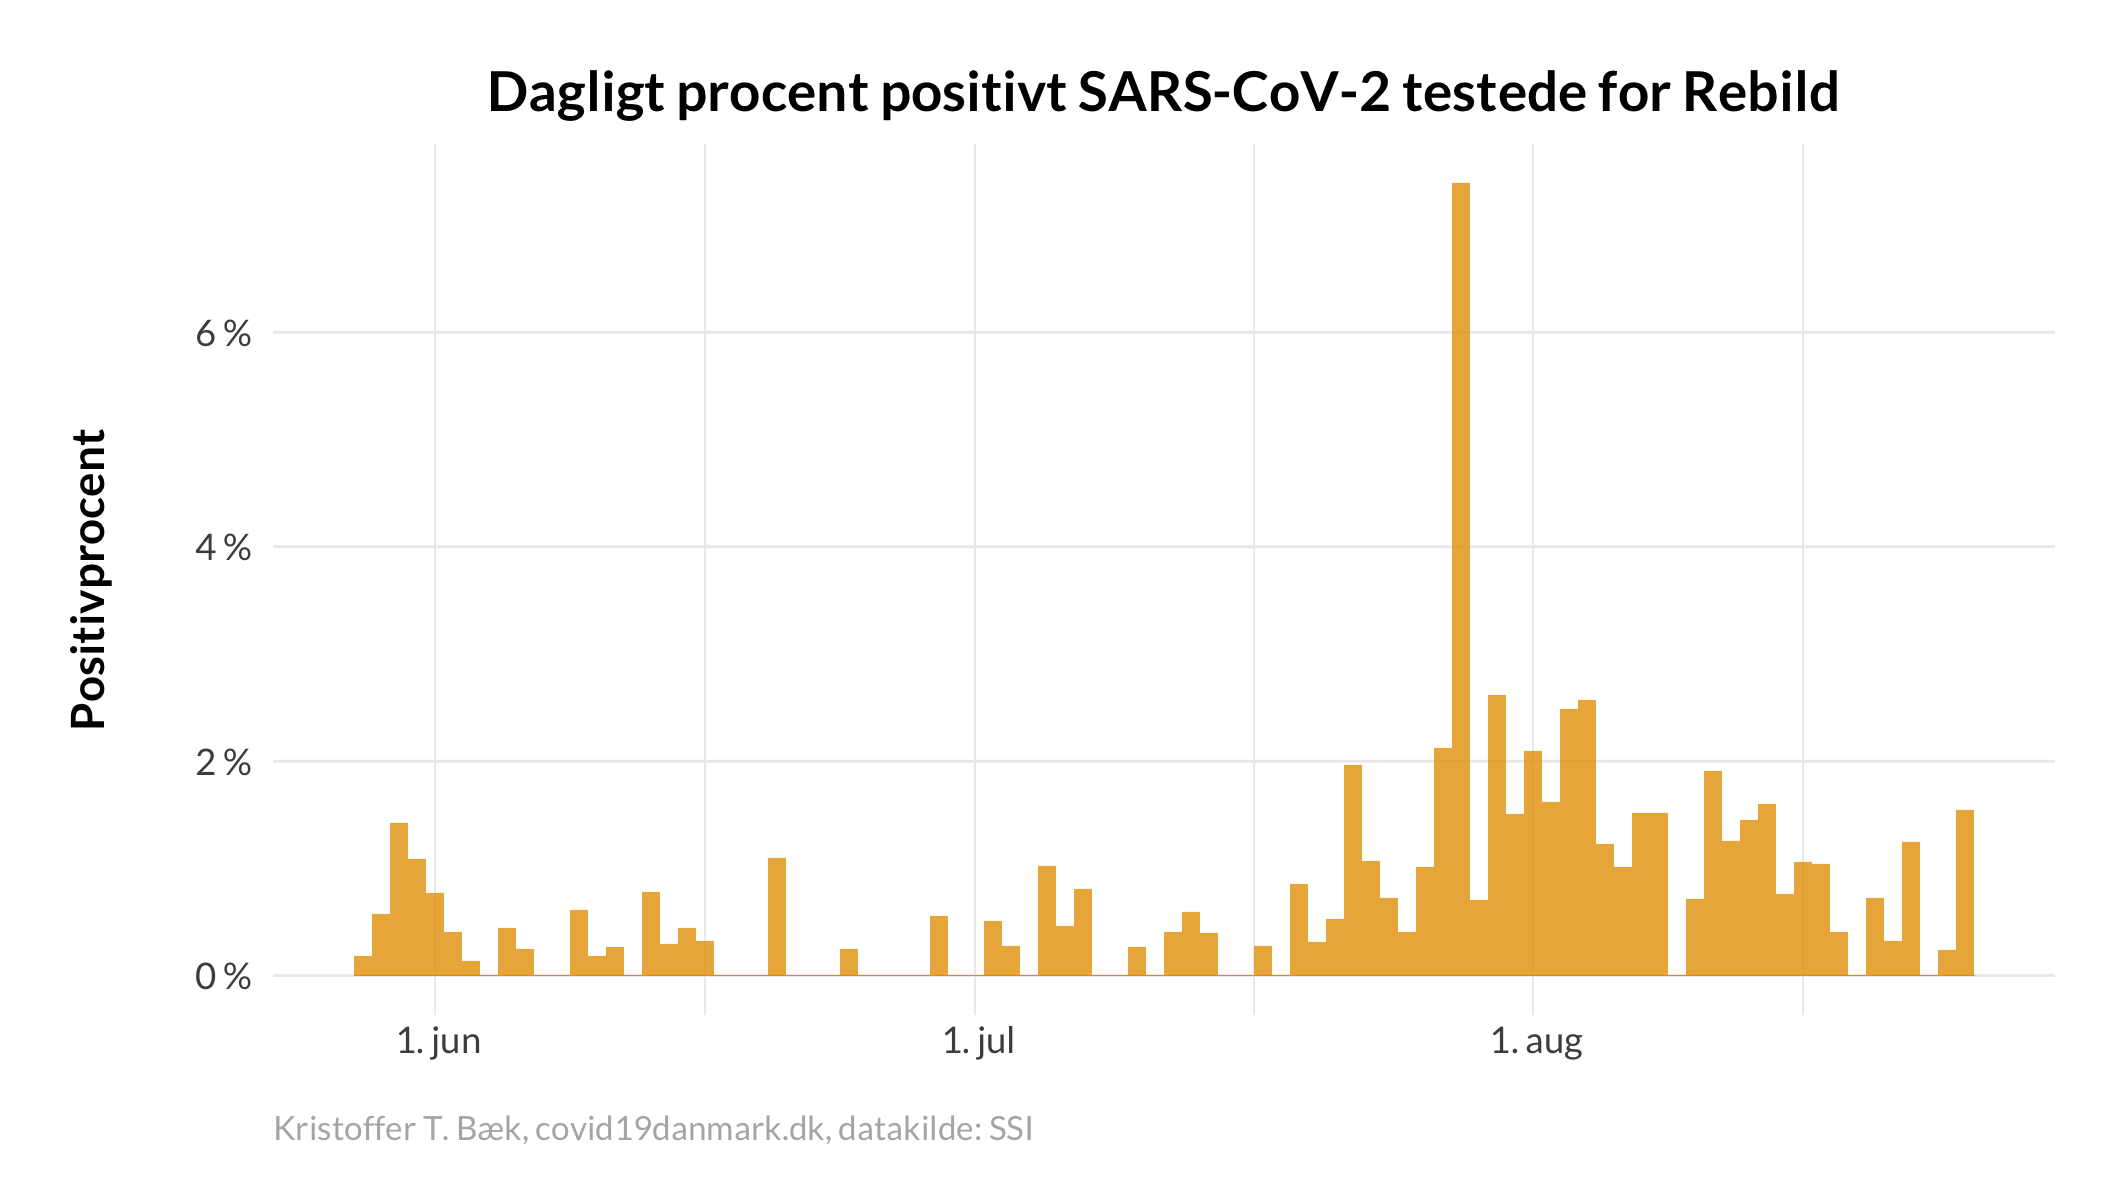 Dagligt procent positivt SARS-CoV-2 testede for Rebild
Positivprocent
6 %
4 %
2 %
0 %
1. jun
1. jul
1. aug
Kristoffer T. Bæk, covid19danmark.dk, datakilde: SSI